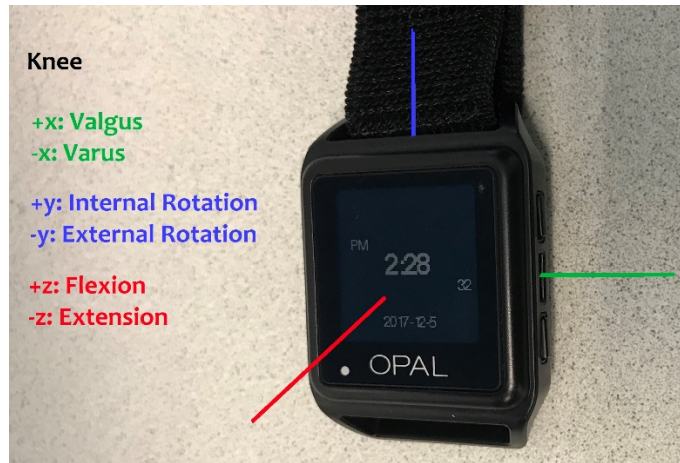 Knee
+x: Valgus
-x: Varus
+y: Internal Rotation
-y: External Rotation
+z: Flexion
-z: Extension
PM
2:28
32
2017-12-5
OPAL